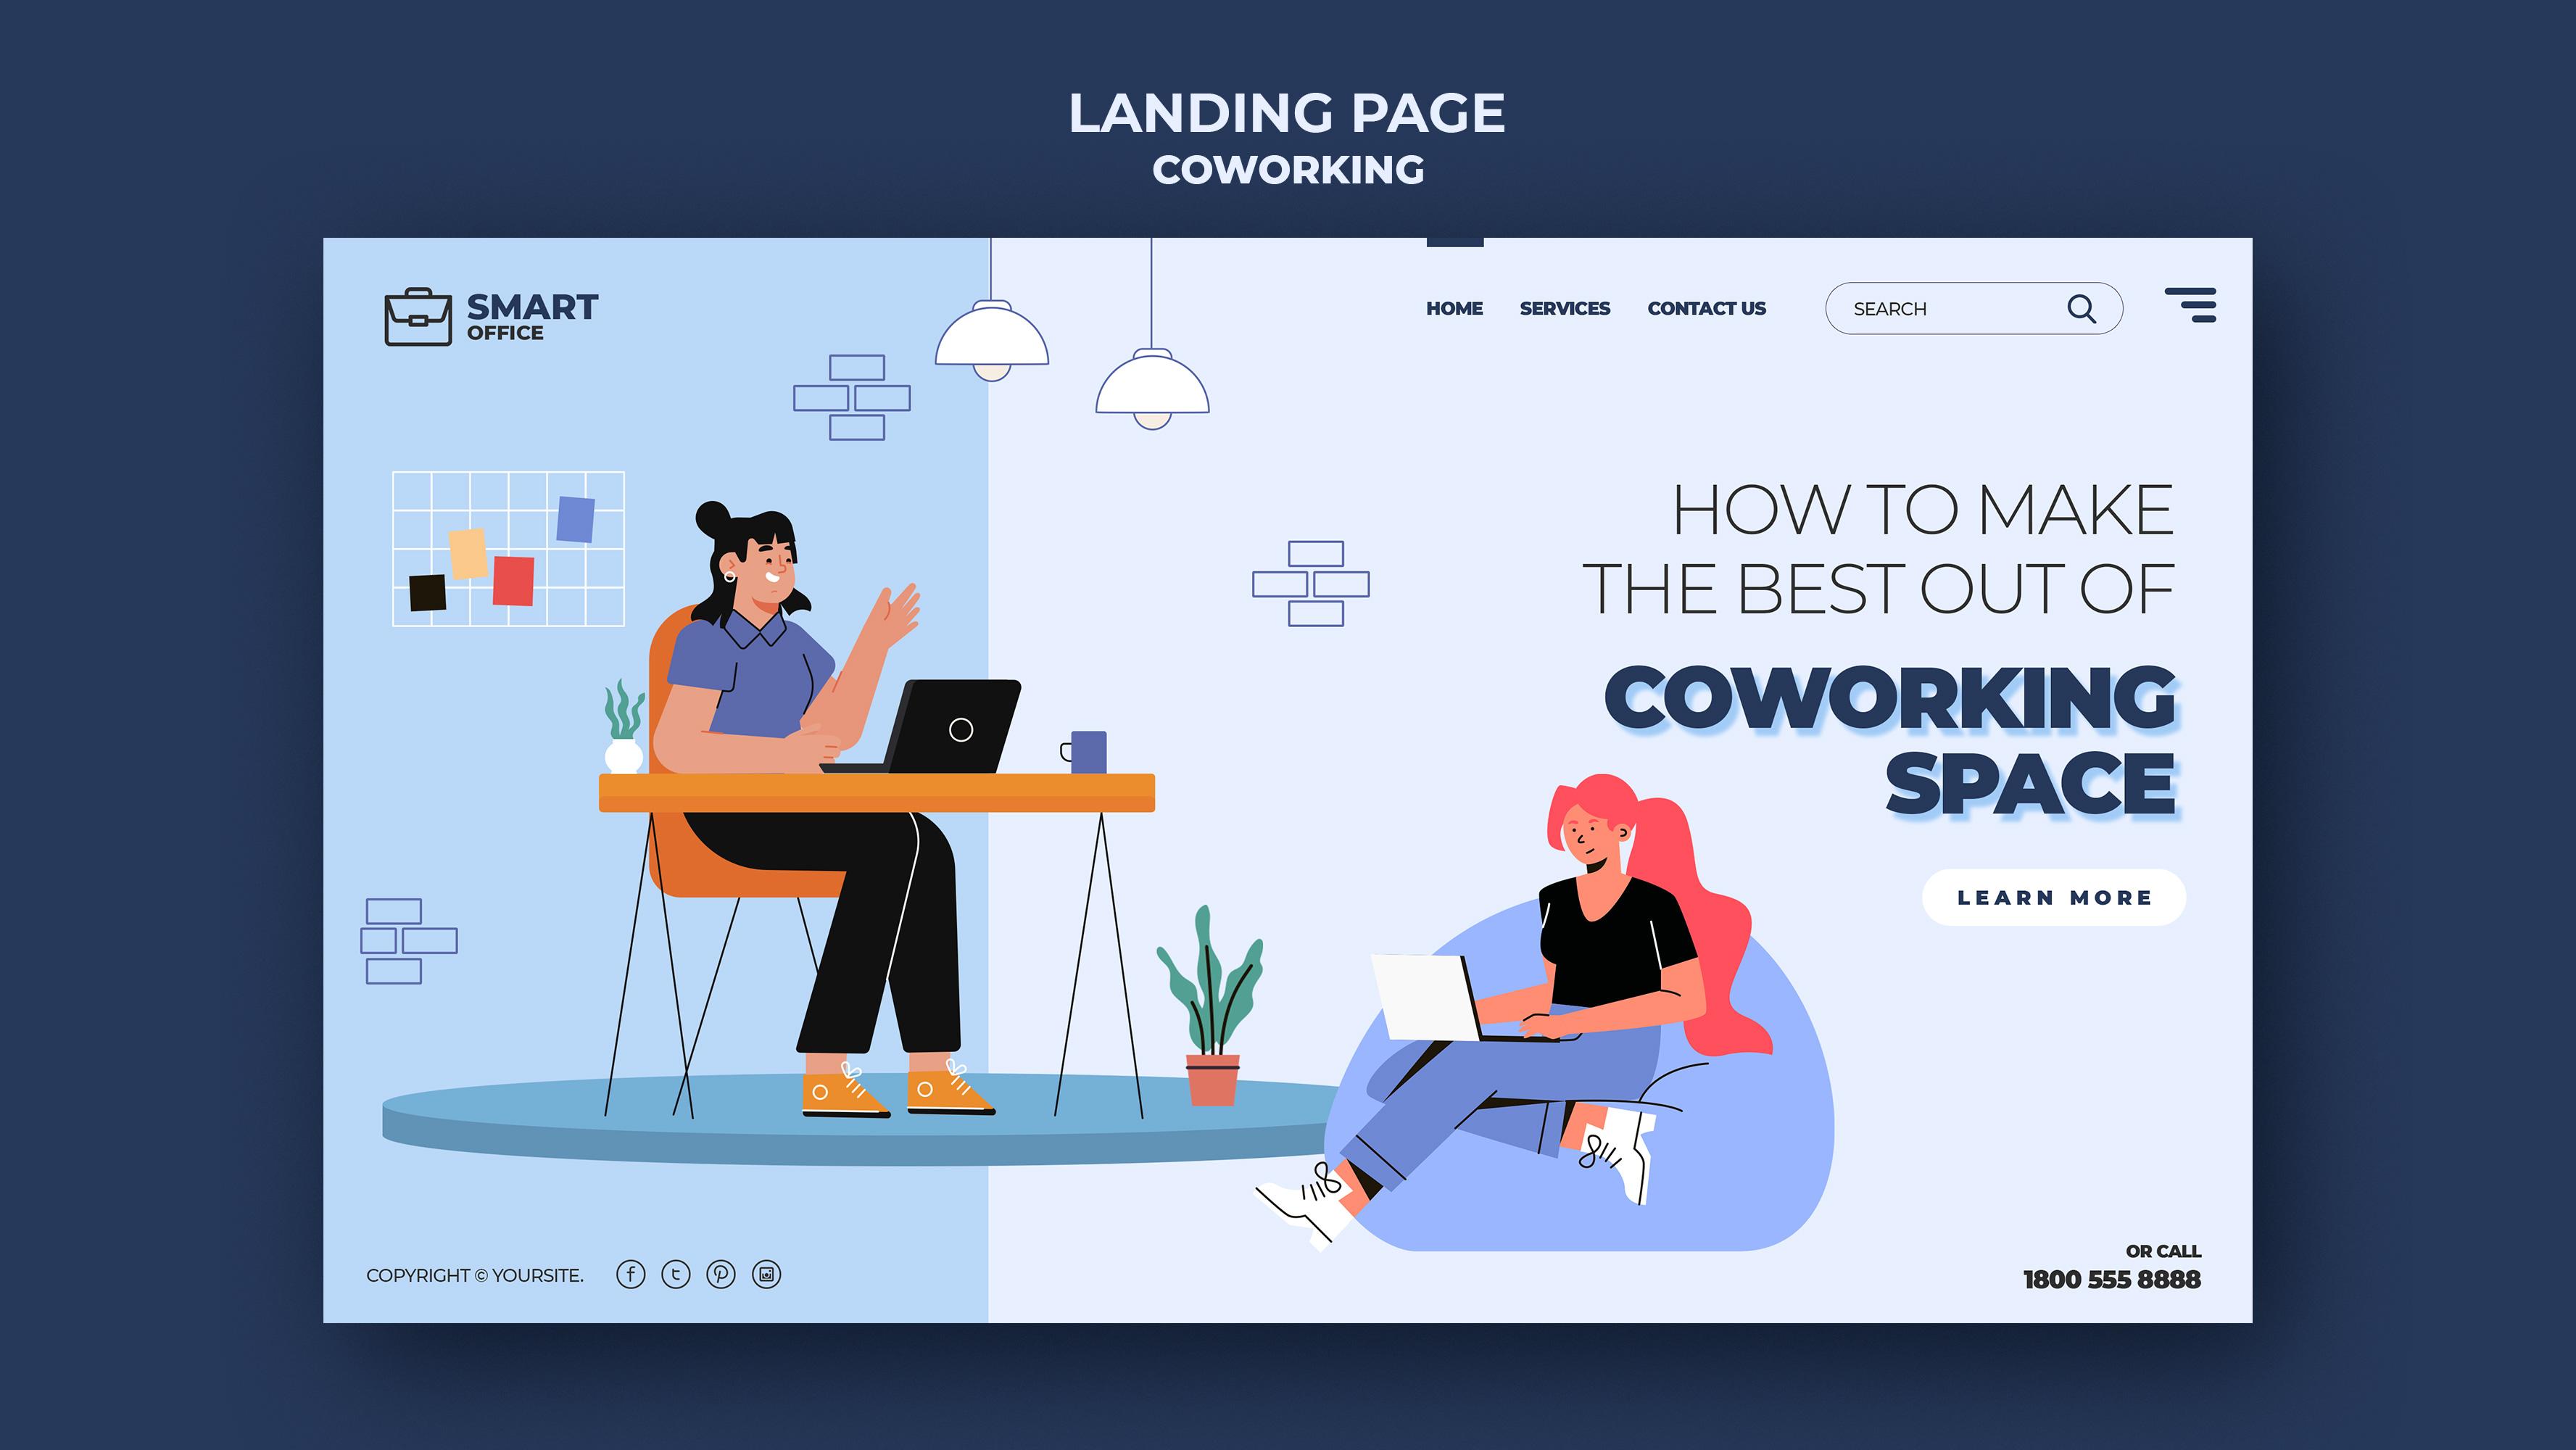 LANDING PAGE
COWORKING
SMART
OFFICE
HOME SERVICES CONTACT US SEARCH
HOW TO MAKE
THE BEST OUT OF
COWORKING
SPACE
LEARN MORE
OR CALL
1800 555 8888
COPYRIGHT © YOURSITE.